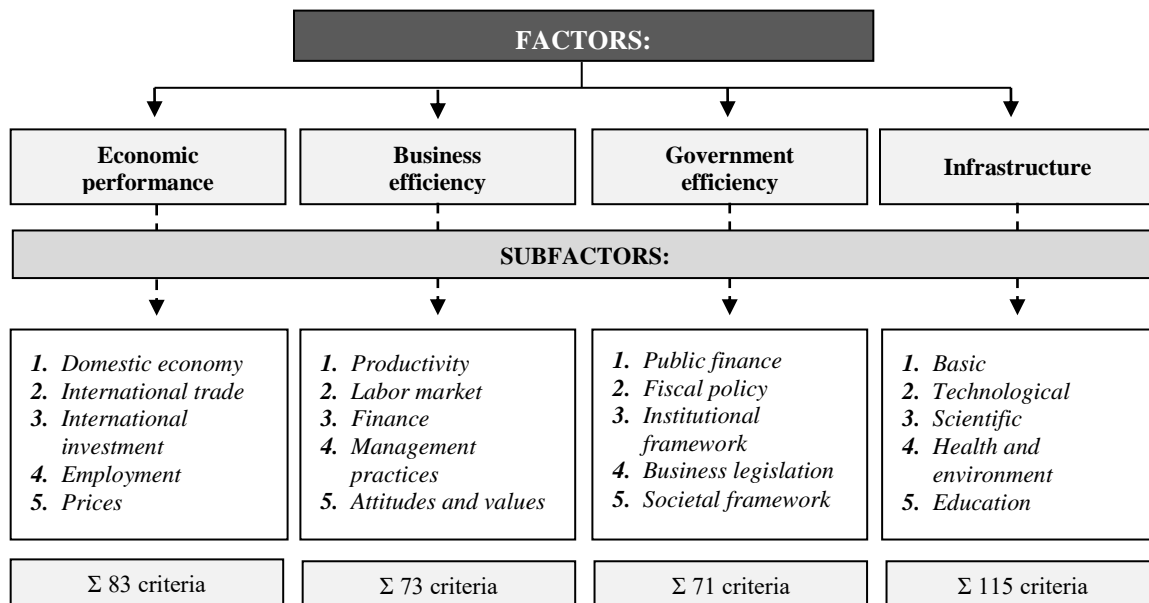 FACTORS:
Economic
performance
Business
efficiency
Government
efficiency
Infrastructure
SUBFACTORS:
1. Domestic economy
2. International trade
3. International
investment
4. Employment
5. Prices
1. Productivity
2. Labor market
3. Finance
4. Management
practices
5. Attitudes and values
1. Public finance
2. Fiscal policy
3. Institutional
framework
4. Business legislation
5. Societal framework
1. Basic
2. Technological
3. Scientific
4. Health and
environment
5. Education
Σ 83 criteria
Σ 73 criteria
Σ 71 criteria
Σ 115 criteria